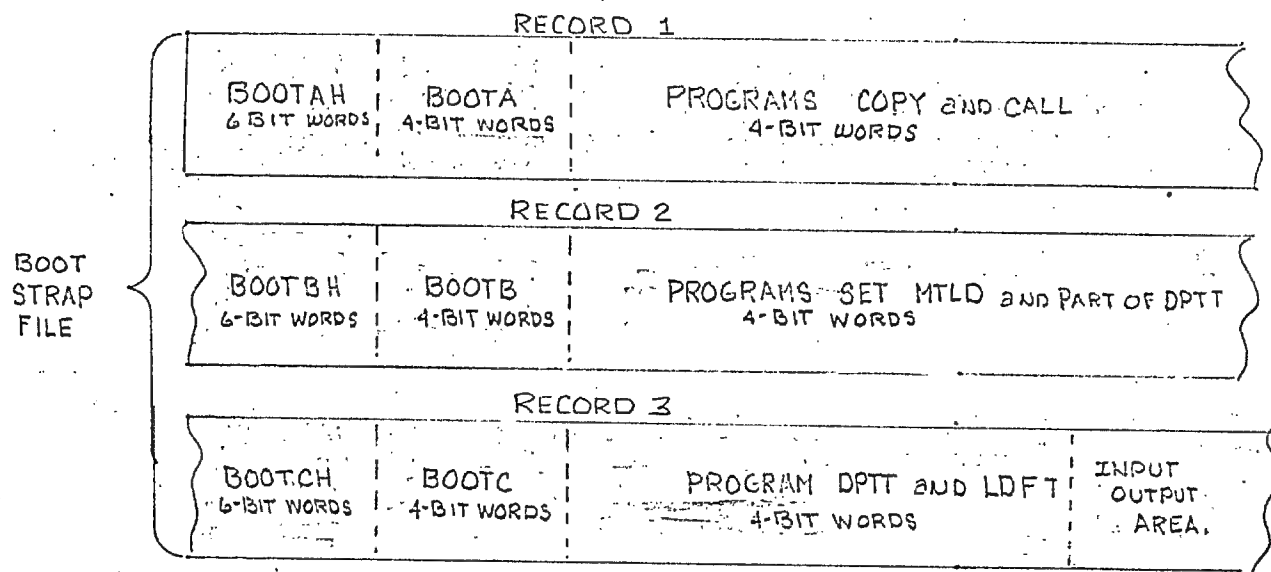 RECORD 1
BOOTAH
6 BIT WORDS
BOOTA
4-BIT WORDS
PROGRAMS COPY and CALL
4-BIT WORDS
RECORD 2
BOOT
STRAP
FILE
BOOTBH
6-BIT WORDS
BOOTB
4-BIT WORDS
PROGRAMS SET MTLD and PART OF DPTT
4-BIT WORDS
RECORD 3
BOOTCH
6-BIT WORDS
BOOTC
4-BIT WORDS
PROGRAM DPTT and LDFT
4-BIT WORDS
INPUT
OUTPUT
AREA.